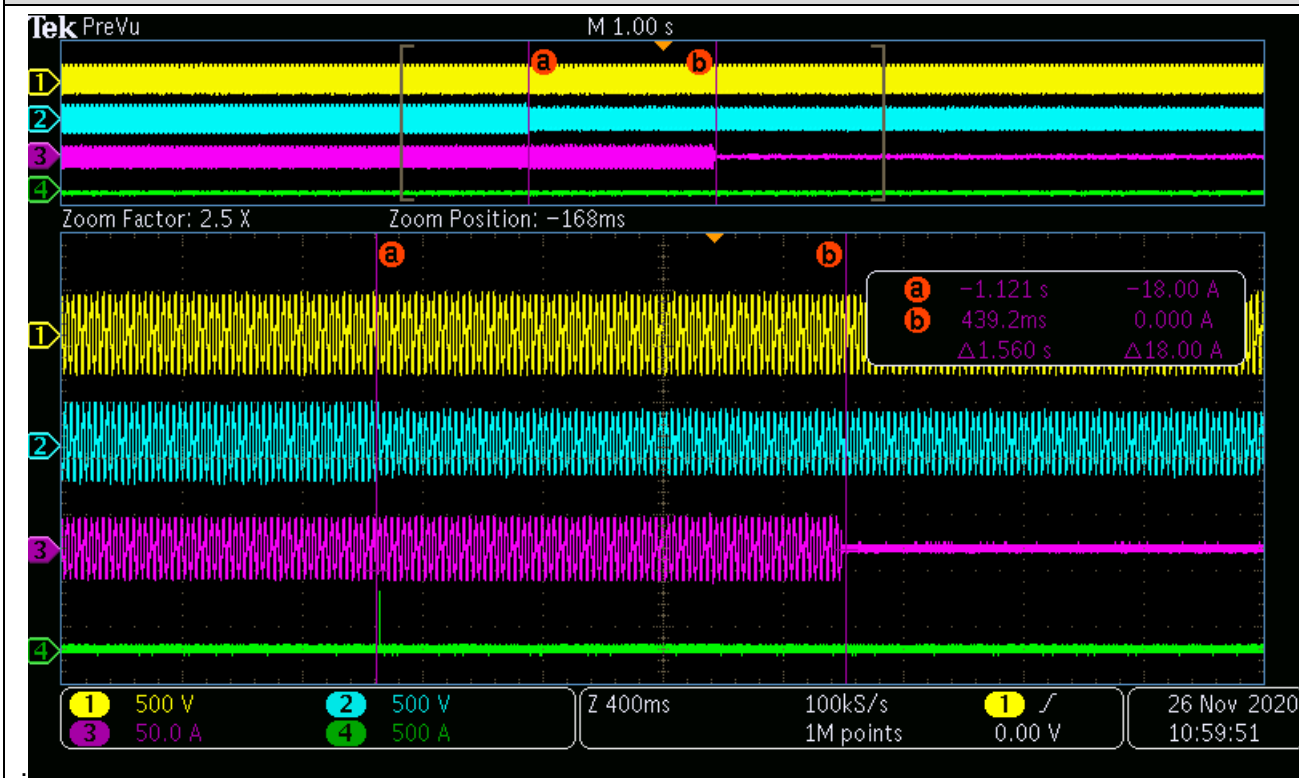 Tek PreVu M 1.00 s
a b
1
2
3
4
Zoom Factor: 2.5 X Zoom Position: −168ms
a b
a −1.121 s −18.00 A
b 439.2ms 0.000 A
△1.560 s △18.00 A
1
2
3
4
1 500 V 2 500 V Z 400ms 100kS/s 1 26 Nov 2020
3 50.0 A 4 500 A 1M points 0.00 V 10:59:51
.